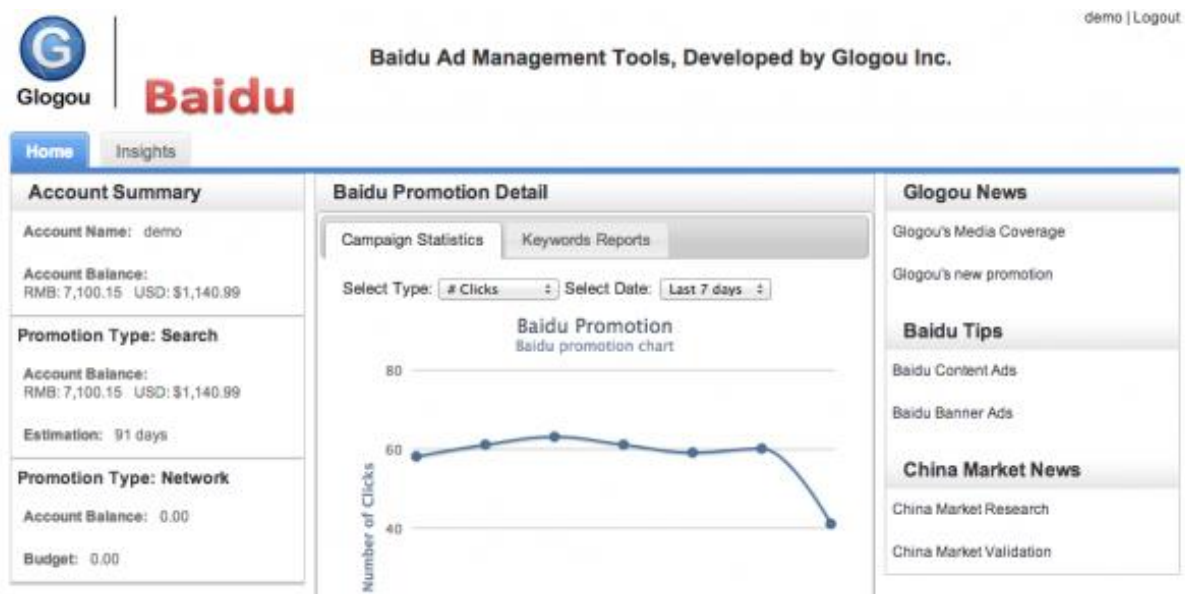 demo | Logout
G
Glogou
Baidu
Baidu Ad Management Tools, Developed by Glogou Inc.
Home
Insights
Account Summary
Account Name: demo
Account Balance:
RMB: 7,100.15 USD: $1,140.99
Promotion Type: Search
Account Balance:
RMB: 7,100.15 USD: $1,140.99
Estimation: 91 days
Promotion Type: Network
Account Balance: 0.00
Budget: 0.00
Baidu Promotion Detail
Campaign Statistics
Keywords Reports
Select Type: # Clicks Select Date: Last 7 days
Baidu Promotion
Baidu promotion chart
80
60
40
Number of Clicks
Glogou News
Glogou's Media Coverage
Glogou's new promotion
Baidu Tips
Baidu Content Ads
Baidu Banner Ads
China Market News
China Market Research
China Market Validation